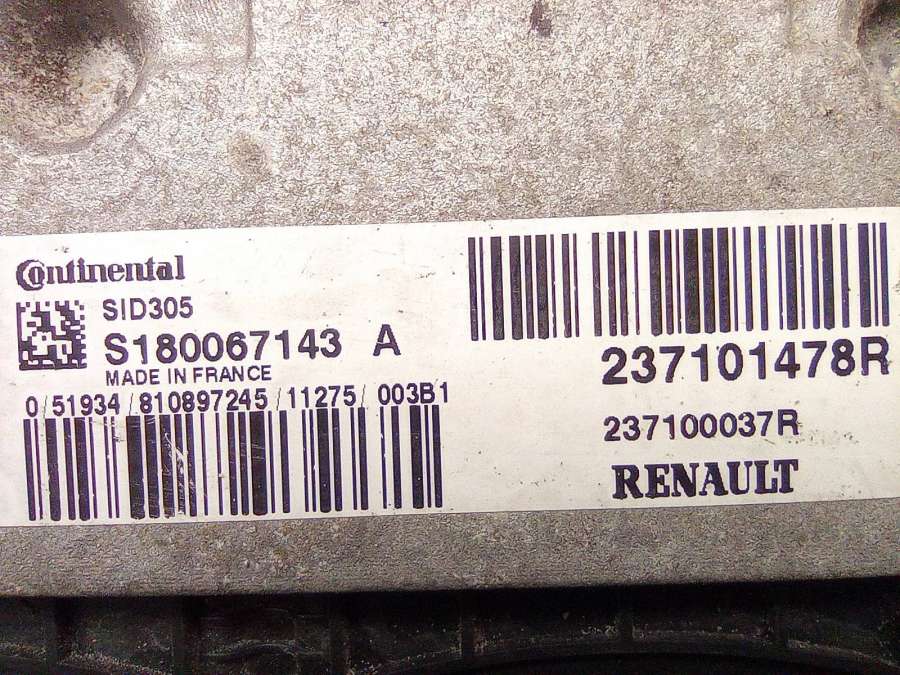 Continental
SID305
S180067143 A
MADE IN FRANCE
0/51934/810897245/11275/003B1
237101478R
237100037R
RENAULT